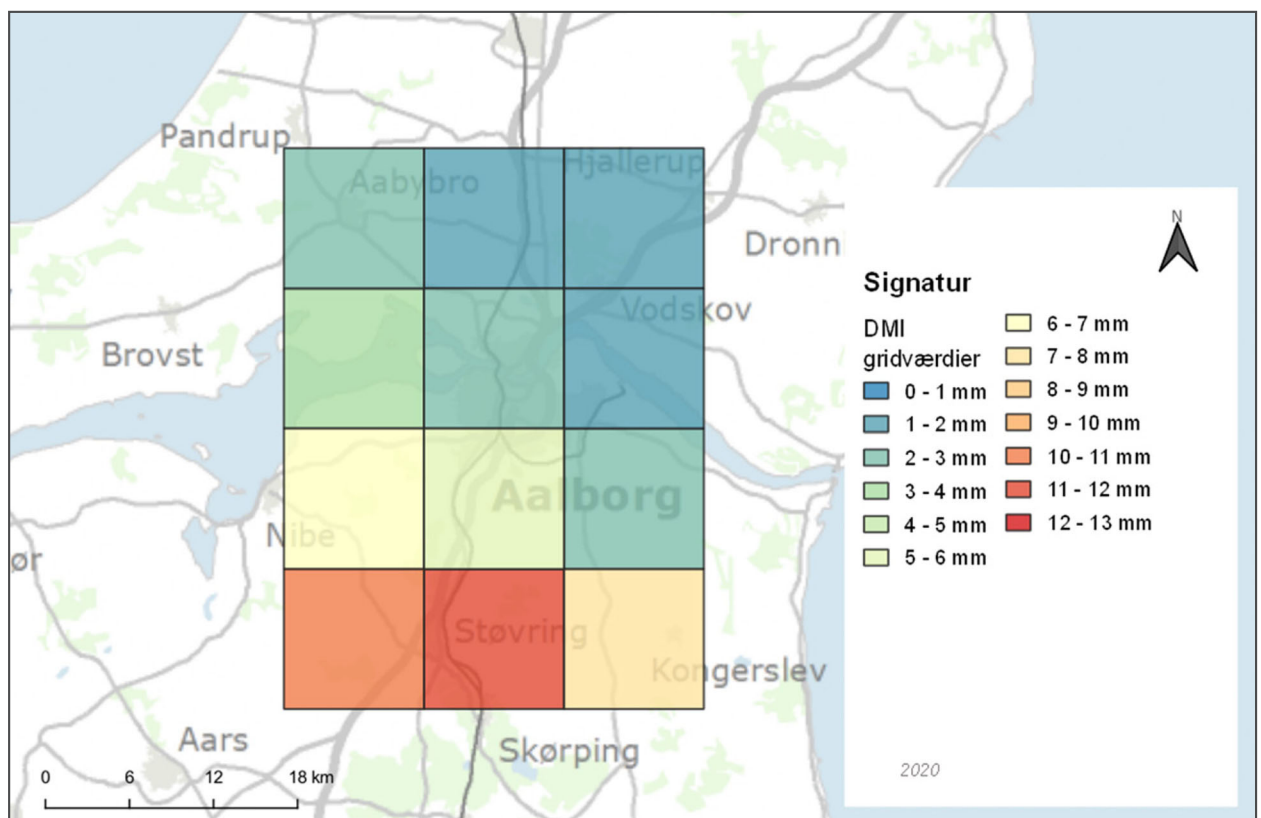 Pandrup
Aabybro
Hjallerup
Dronnl
Vodskov
Brovst
Aalborg
Nibe
ør
Støvring
Kongerslev
Aars
Skørping
0 6 12 18 km
N
Signatur
DMI
gridværdier
0 - 1 mm
1 - 2 mm
2 - 3 mm
3 - 4 mm
4 - 5 mm
5 - 6 mm
6 - 7 mm
7 - 8 mm
8 - 9 mm
9 - 10 mm
10 - 11 mm
11 - 12 mm
12 - 13 mm
2020